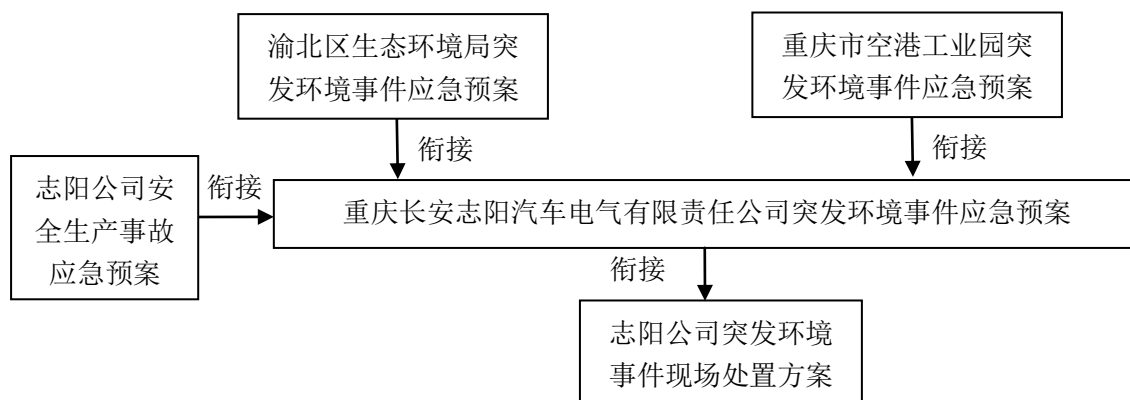 渝北区生态环境局突
发环境事件应急预案
重庆市空港工业园突
发环境事件应急预案
衔接
衔接
志阳公司安
全生产事故
应急预案
衔接
重庆长安志阳汽车电气有限责任公司突发环境事件应急预案
衔接
志阳公司突发环境
事件现场处置方案